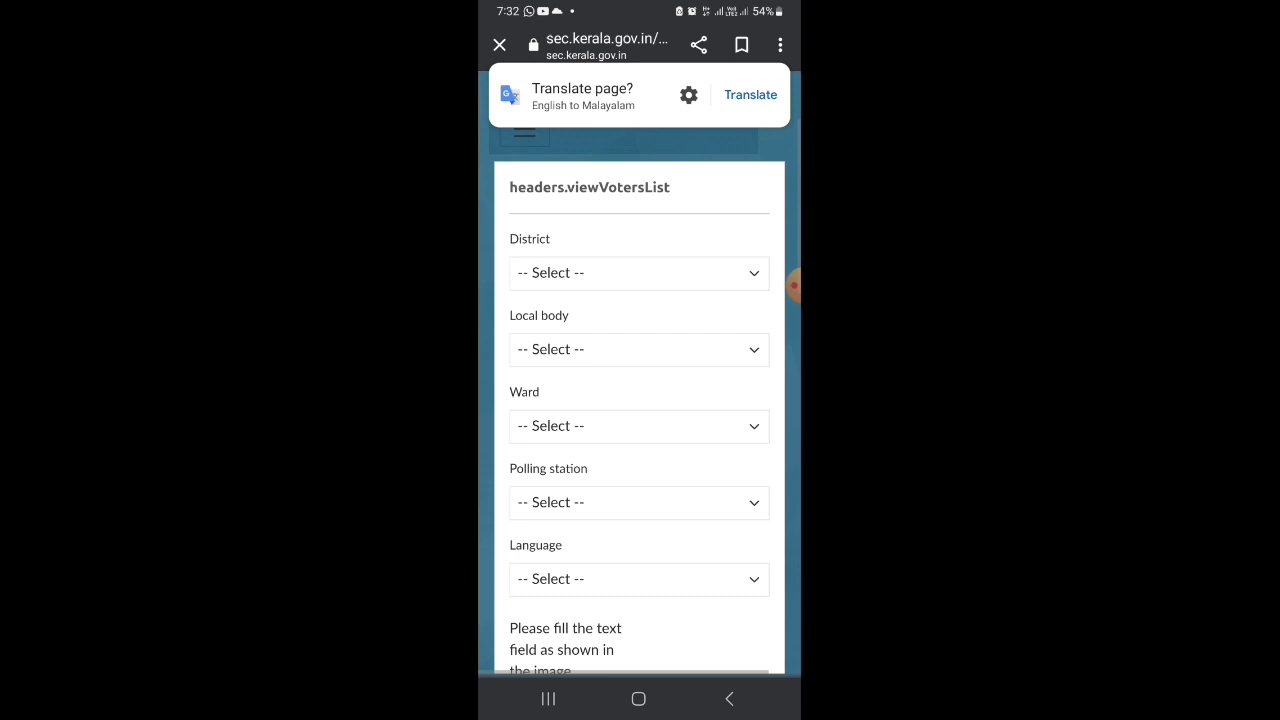 7:32
54%
sec.kerala.gov.in/...
sec.kerala.gov.in
Translate page?
English to Malayalam
Translate
headers.viewVotersList
District
-- Select --
Local body
-- Select --
Ward
-- Select --
Polling station
-- Select --
Language
-- Select --
Please fill the text
field as shown in
the image